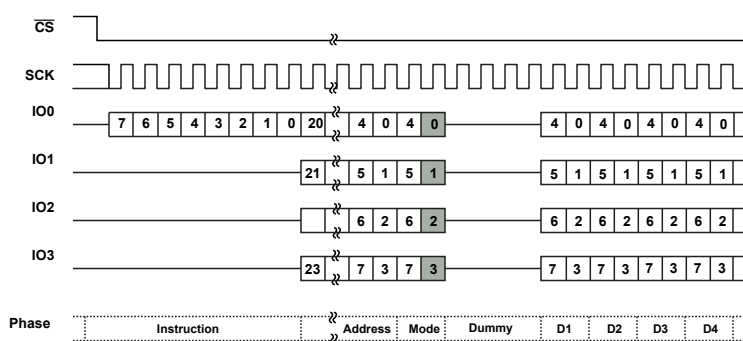 CS
SCK
IO0 7 6 5 4 3 2 1 0 20 4 0 4 0 4 0 4 0 4 0 4 0
IO1 21 5 1 5 1 5 1 5 1 5 1 5 1
IO2 6 2 6 2 6 2 6 2 6 2 6 2
IO3 23 7 3 7 3 7 3 7 3 7 3 7 3
Phase Instruction Address Mode Dummy D1 D2 D3 D4